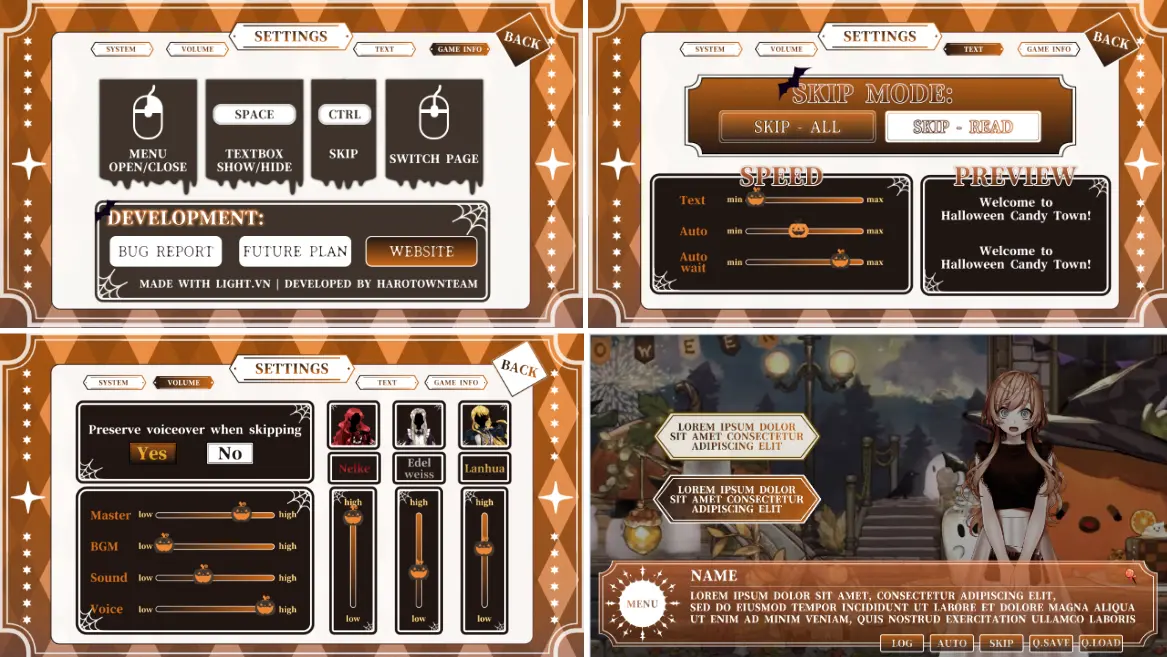 SETTINGS
BACK
SYSTEM
VOLUME
TEXT
GAME INFO
SPACE
CTRL
MENU
OPEN/CLOSE
TEXTBOX
SHOW/HIDE
SKIP
SWITCH PAGE
DEVELOPMENT:
BUG REPORT
FUTURE PLAN
WEBSITE
MADE WITH LIGHT.VN | DEVELOPED BY HAROTOWNTEAM
SETTINGS
BACK
SYSTEM
VOLUME
TEXT
GAME INFO
SKIP MODE:
SKIP - ALL
SKIP - READ
SPEED
Text min max
Auto min max
Auto
wait
min max
PREVIEW
Welcome to
Halloween Candy Town!
Welcome to
Halloween Candy Town!
SETTINGS
BACK
SYSTEM
VOLUME
TEXT
GAME INFO
Preserve voiceover when skipping
Yes
No
Master low high
BGM low high
Sound low high
Voice low high
Neike
Edel
weiss
Lanhua
high
high
high
low
low
low
O W E E N
LOREM IPSUM DOLOR
SIT AMET CONSECTETUR
ADIPISCING ELIT
LOREM IPSUM DOLOR
SIT AMET CONSECTETUR
ADIPISCING ELIT
NAME
MENU
LOREM IPSUM DOLOR SIT AMET, CONSECTETUR ADIPISCING ELIT,
SED DO EIUSMOD TEMPOR INCIDIDUNT UT LABORE ET DOLORE MAGNA ALIQUA
UT ENIM AD MINIM VENIAM, QUIS NOSTRUD EXERCITATION ULLAMCO LABORIS
LOG
AUTO
SKIP
Q.SAVE
Q.LOAD